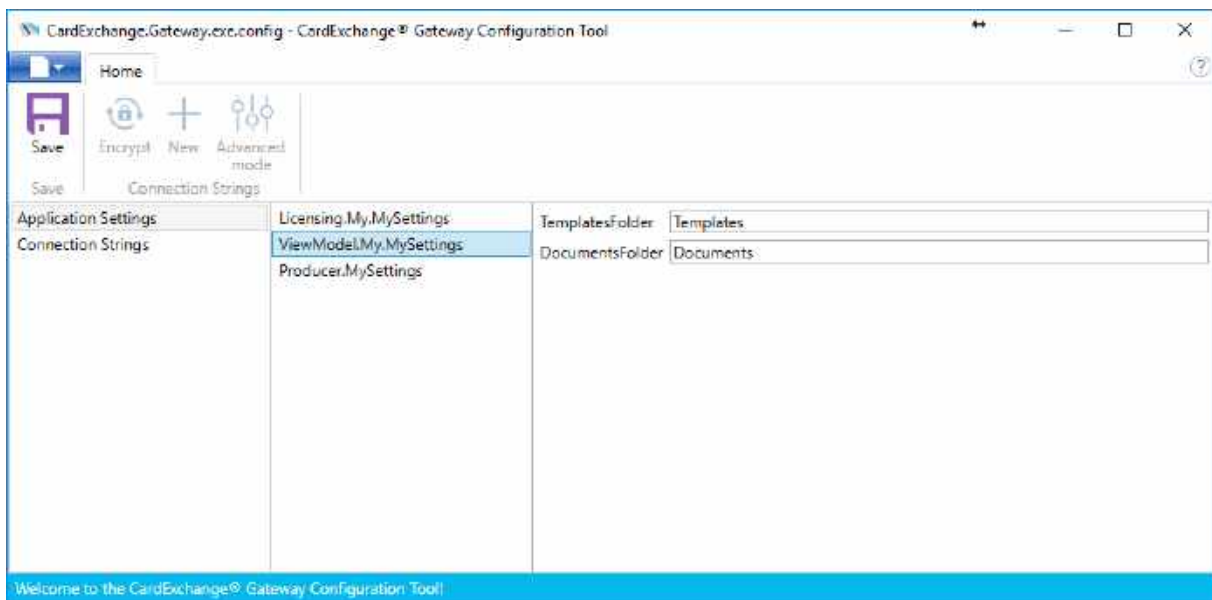 CardExchange.Gateway.exe.config - CardExchange® Gateway Configuration Tool
Home
Save
Encrypt
New
Advanced
mode
Save
Connection Strings
Application Settings
Connection Strings
Licensing.My.MySettings
ViewModel.My.MySettings
Producer.MySettings
TemplatesFolder Templates
DocumentsFolder Documents
Welcome to the CardExchange® Gateway Configuration Tool!